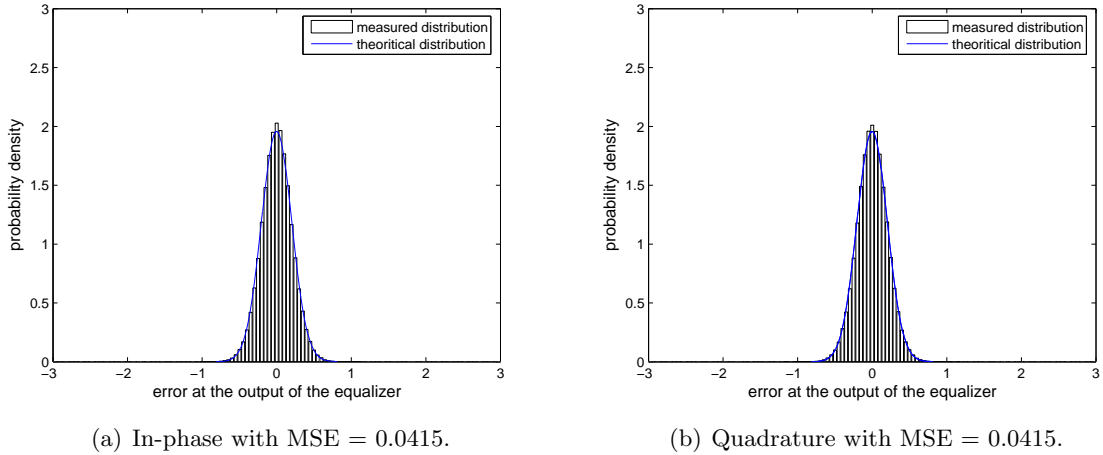 3
2.5
2
1.5
1
0.5
0
−3
−2
−1
0
1
2
3
probability density
error at the output of the equalizer
measured distribution
theoritical distribution
(a) In-phase with MSE = 0.0415.
3
2.5
2
1.5
1
0.5
0
−3
−2
−1
0
1
2
3
probability density
error at the output of the equalizer
measured distribution
theoritical distribution
(b) Quadrature with MSE = 0.0415.